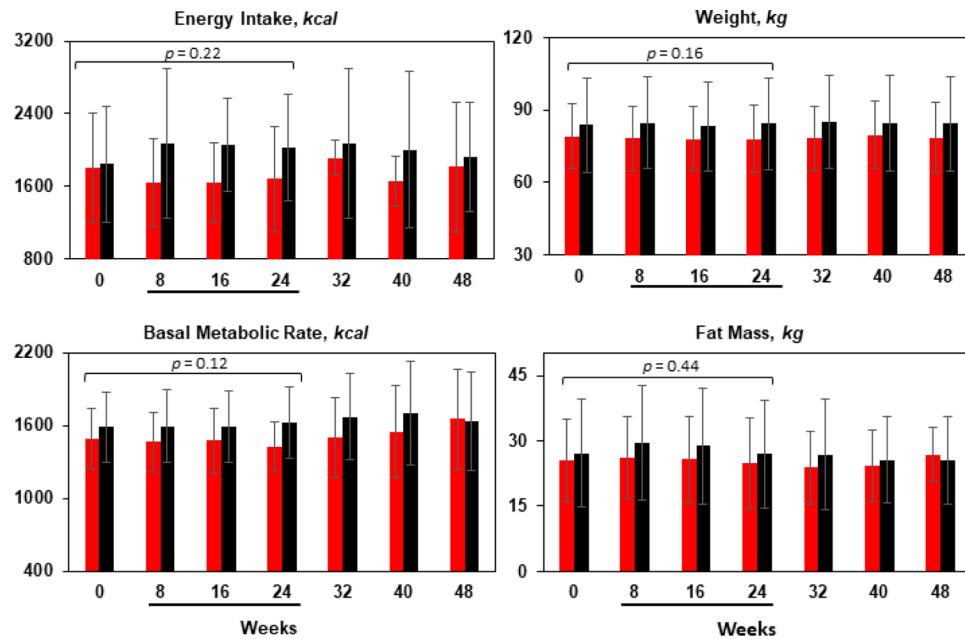 Energy Intake, kcal
3200
2400
1600
800
p = 0.22
0 8 16 24 32 40 48
Weight, kg
120
90
60
30
p = 0.16
0 8 16 24 32 40 48
Basal Metabolic Rate, kcal
2200
1600
1000
400
p = 0.12
0 8 16 24 32 40 48
Weeks
Fat Mass, kg
45
30
15
0
p = 0.44
0 8 16 24 32 40 48
Weeks